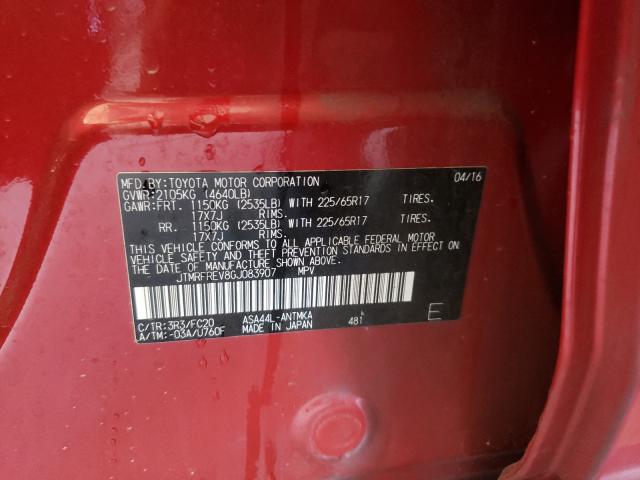 MFD.BY:TOYOTA MOTOR CORPORATION 04/16
GVWR:2105KG (4640LB)
GAWR:FRT. 1150KG (2535LB) WITH 225/65R17 TIRES.
17X7J RIMS.
RR. 1150KG (2535LB) WITH 225/65R17 TIRES.
17X7J RIMS.
THIS VEHICLE CONFORMS TO ALL APPLICABLE FEDERAL MOTOR
VEHICLE SAFETY AND THEFT PREVENTION STANDARDS IN EFFECT ON
THE DATE OF MANUFACTURE SHOWN ABOVE.
JTMRFREV8GJ083907 MPV
C/TR:3R3/FC20 ASA44L-ANTMKA
A/TM:-03A/U760F MADE IN JAPAN 481 E